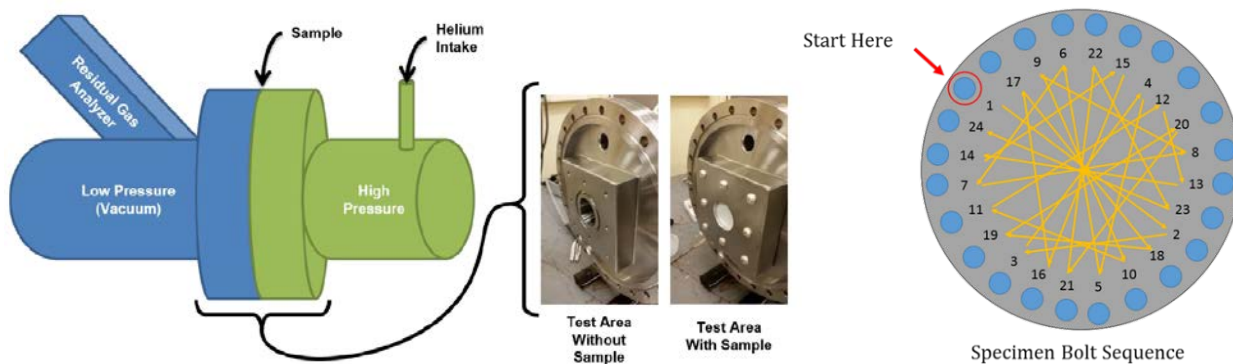 Residual Gas
Analyzer
Sample
Helium
Intake
Low Pressure
(Vacuum)
High
Pressure
Test Area
Without
Sample
Test Area
With Sample
Start Here
6
22
9
15
17
4
1
12
24
20
14
8
7
13
11
23
19
2
3
18
16
10
21
5
Specimen Bolt Sequence